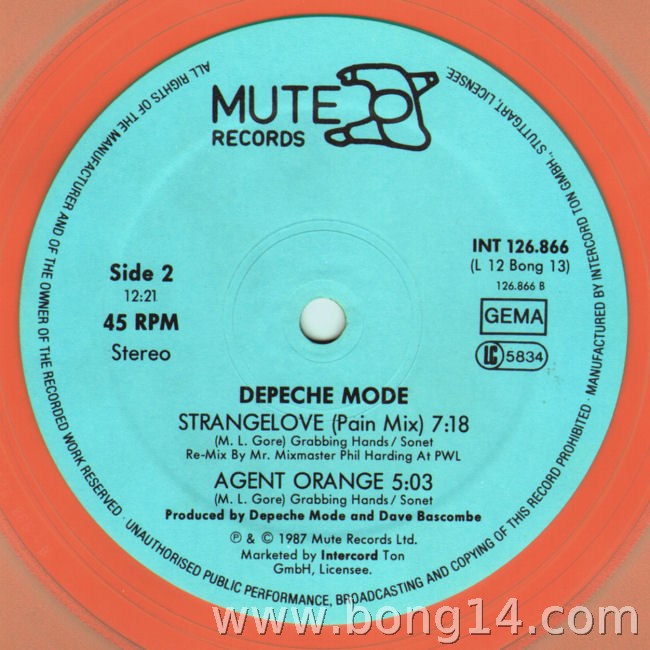 MUTE
RECORDS
Side 2
12:21
45 RPM
Stereo
INT 126.866
(L 12 Bong 13)
126.866 B
GEMA
LC 5834
DEPECHE MODE
STRANGELOVE (Pain Mix) 7:18
(M. L. Gore) Grabbing Hands / Sonet
Re-Mix By Mr. Mixmaster Phil Harding At PWL
AGENT ORANGE 5:03
(M. L. Gore) Grabbing Hands / Sonet
Produced by Depeche Mode and Dave Bascombe
℗ & © 1987 Mute Records Ltd.
Marketed by Intercord Ton
GmbH, Licensee.
ALL RIGHTS OF THE MANUFACTURER AND OF THE OWNER OF THE RECORDED WORK RESERVED · UNAUTHORISED PUBLIC PERFORMANCE, BROADCASTING AND COPYING OF THIS RECORD PROHIBITED · MANUFACTURED BY INTERCORD TON GMBH., STUTTGART, LICENSEE.
www.bong14.com